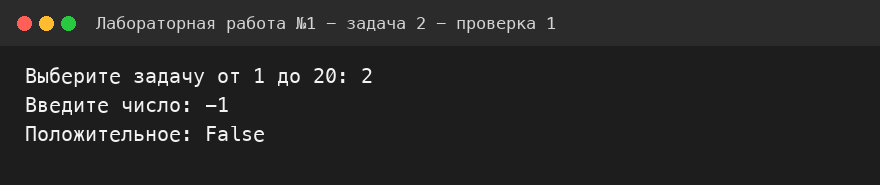 Лабораторная работа №1 — задача 2 — проверка 1
Выберите задачу от 1 до 20: 2
Введите число: −1
Положительное: False